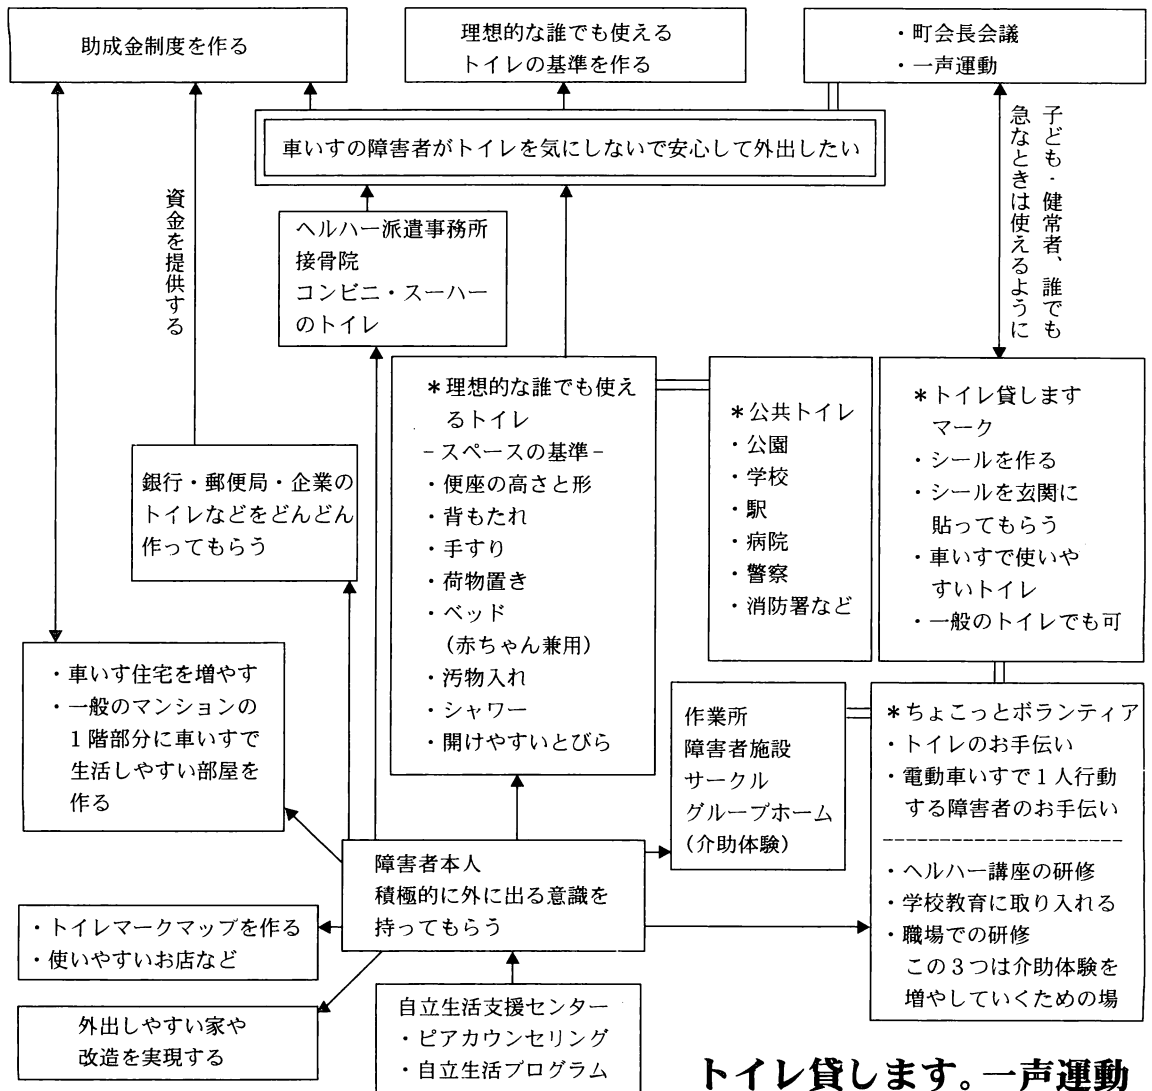 助成金制度を作る
理想的な誰でも使える
トイレの基準を作る
・町会長会議
・一声運動
車いすの障害者がトイレを気にしないで安心して外出したい
子ども・健常者、誰でも
急なときは使えるように
資金を提供する
ヘルハー派遣事務所
接骨院
コンビニ・スーハー
のトイレ
＊理想的な誰でも使え
るトイレ
－スペースの基準－
・便座の高さと形
・背もたれ
・手すり
・荷物置き
・ベッド
(赤ちゃん兼用)
・汚物入れ
・シャワー
・開けやすいとびら
＊公共トイレ
・公園
・学校
・駅
・病院
・警察
・消防署など
＊トイレ貸します
マーク
・シールを作る
・シールを玄関に
貼ってもらう
・車いすで使いや
すいトイレ
・一般のトイレでも可
銀行・郵便局・企業の
トイレなどをどんどん
作ってもらう
・車いす住宅を増やす
・一般のマンションの
１階部分に車いすで
生活しやすい部屋を
作る
作業所
障害者施設
サークル
グループホーム
(介助体験)
＊ちょこっとボランティア
・トイレのお手伝い
・電動車いすで１人行動
する障害者のお手伝い
・ヘルハー講座の研修
・学校教育に取り入れる
・職場での研修
この３つは介助体験を
増やしていくための場
障害者本人
積極的に外に出る意識を
持ってもらう
・トイレマークマップを作る
・使いやすいお店など
外出しやすい家や
改造を実現する
自立生活支援センター
・ピアカウンセリング
・自立生活プログラム
トイレ貸します。一声運動